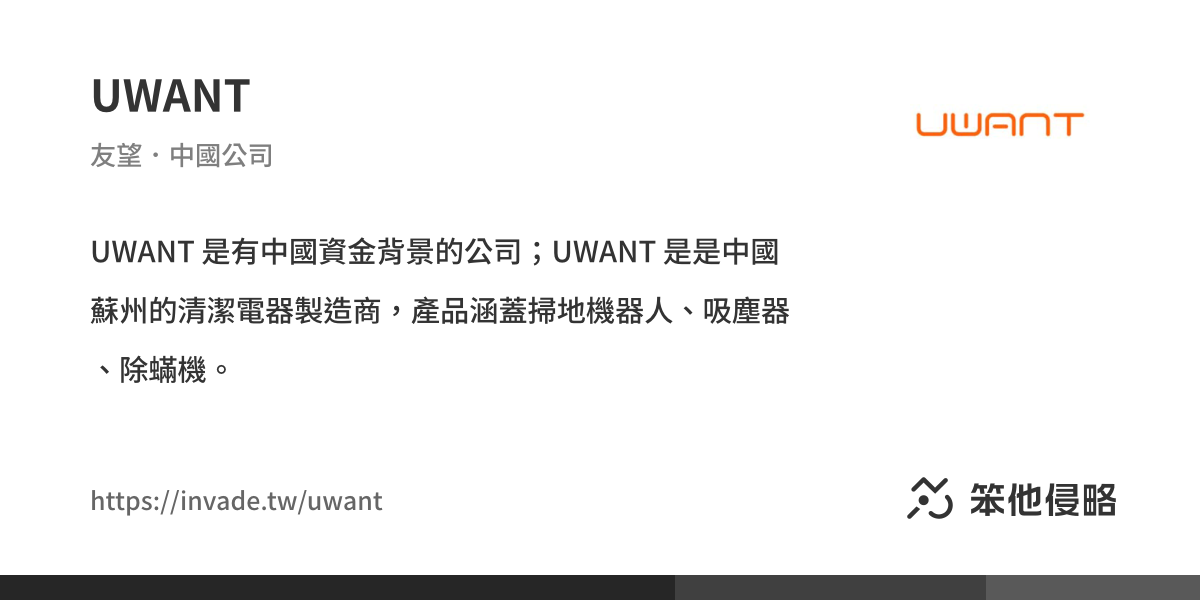 UWANT
友望·中國公司
UWANT
UWANT 是有中國資金背景的公司；UWANT 是是中國
蘇州的清潔電器製造商，產品涵蓋掃地機器人、吸塵器
、除蟎機。
https://invade.tw/uwant
笨他侵略